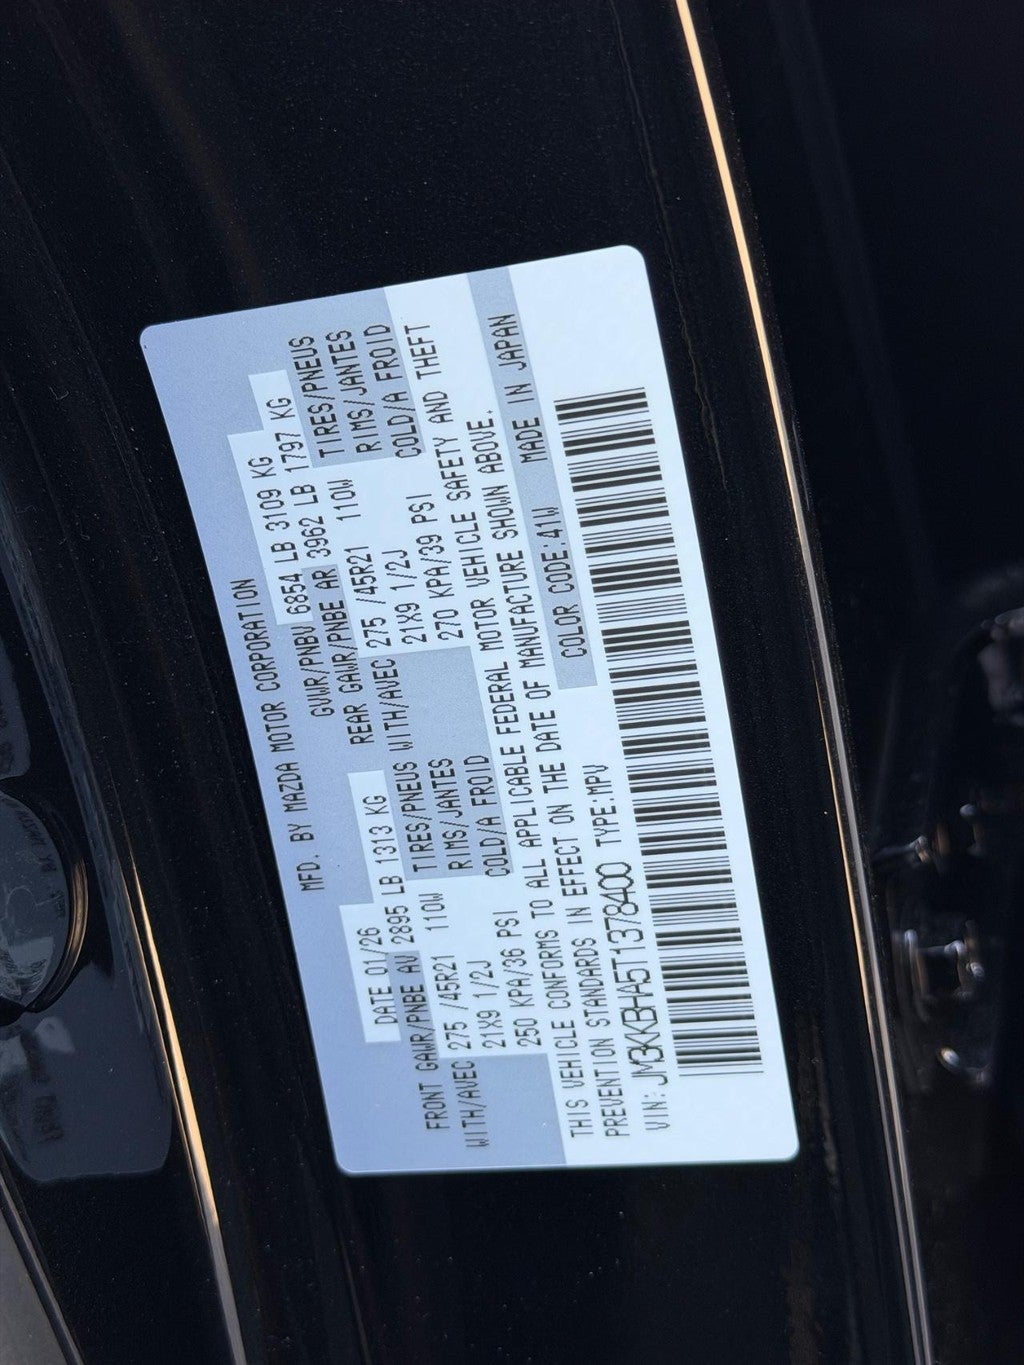 MFD. BY MAZDA MOTOR CORPORATION
DATE 01/26 GVWR/PNBV 6854 LB 3109 KG
FRONT GAWR/PNBE AV 2895 LB 1313 KG REAR GAWR/PNBE AR 3962 LB 1797 KG
WITH/AVEC 275 /45R21 110W TIRES/PNEUS WITH/AVEC 275 /45R21 110W TIRES/PNEUS
21X9 1/2J RIMS/JANTES 21X9 1/2J RIMS/JANTES
250 KPA/36 PSI COLD/A FROID 270 KPA/39 PSI COLD/A FROID
THIS VEHICLE CONFORMS TO ALL APPLICABLE FEDERAL MOTOR VEHICLE SAFETY AND THEFT
PREVENTION STANDARDS IN EFFECT ON THE DATE OF MANUFACTURE SHOWN ABOVE.
VIN: JM3KKBHA5T1378400 TYPE:MPV COLOR CODE:41W MADE IN JAPAN